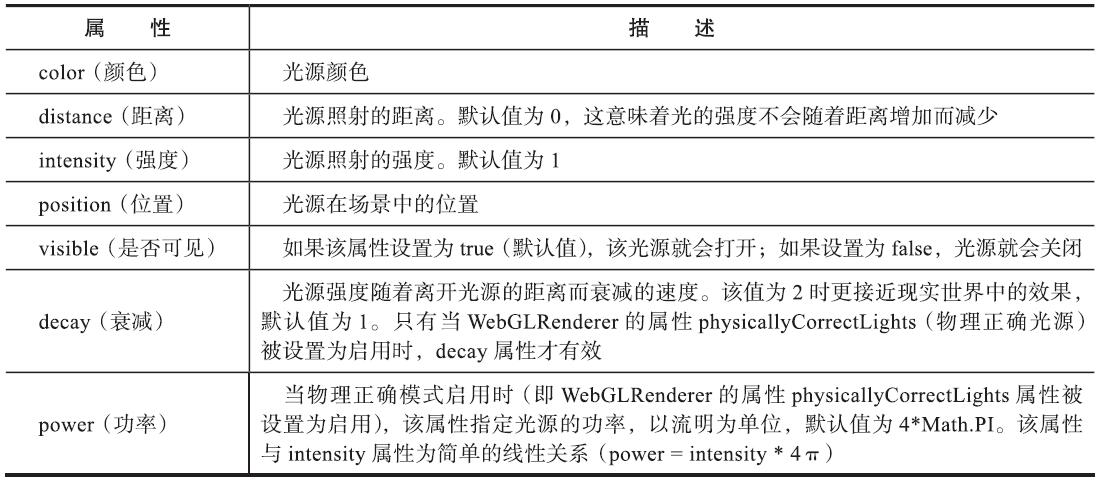 属 性 描 述
color（颜色） 光源颜色
distance（距离） 光源照射的距离。默认值为 0，这意味着光的强度不会随着距离增加而减少
intensity（强度） 光源照射的强度。默认值为 1
position（位置） 光源在场景中的位置
visible（是否可见） 如果该属性设置为 true（默认值），该光源就会打开；如果设置为 false，光源就会关闭
光源强度随着离开光源的距离而衰减的速度。该值为 2 时更接近现实世界中的效果，
decay（衰减） 默认值为 1。只有当 WebGLRenderer 的属性 physicallyCorrectLights（物理正确光源）
被设置为启用时，decay 属性才有效
当物理正确模式启用时（即 WebGLRenderer 的属性 physicallyCorrectLights 属性被
power（功率） 设置为启用），该属性指定光源的功率，以流明为单位，默认值为 4*Math.PI。该属性
与 intensity 属性为简单的线性关系（power = intensity * 4π）